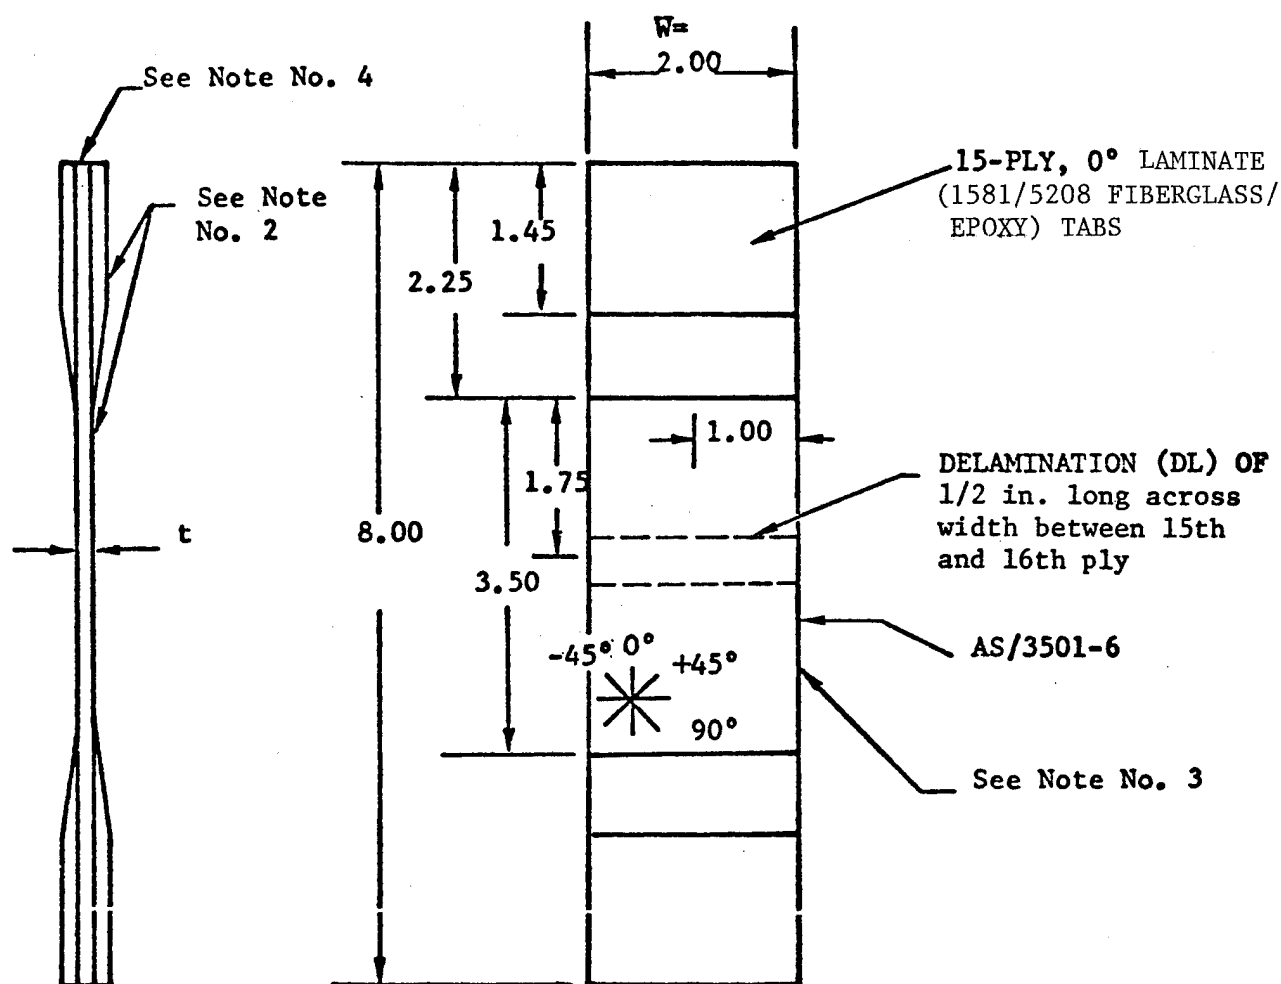 W=
2.00
See Note No. 4
15-PLY, 0° LAMINATE
(1581/5208 FIBERGLASS/
EPOXY) TABS
See Note
No. 2
1.45
2.25
1.00
1.75
DELAMINATION (DL) OF
1/2 in. long across
width between 15th
and 16th ply
t
8.00
3.50
-45° 0° +45°
90°
AS/3501-6
See Note No. 3